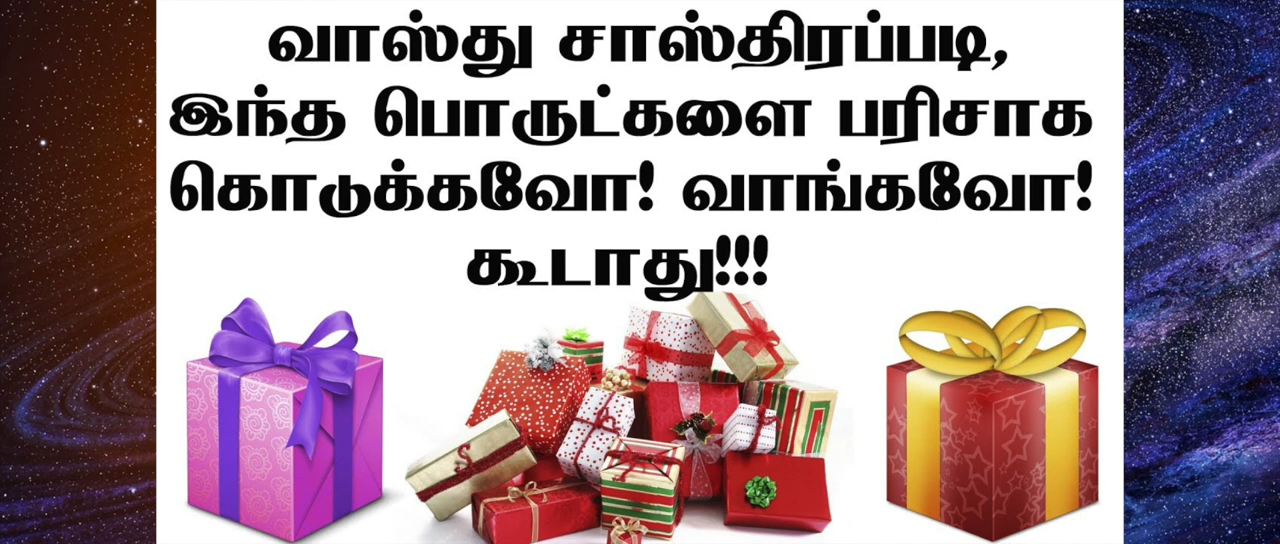 வாஸ்து சாஸ்திரப்படி,
இந்த பொருட்களை பரிசாக
கொடுக்கவோ! வாங்கவோ!
கூடாது!!!